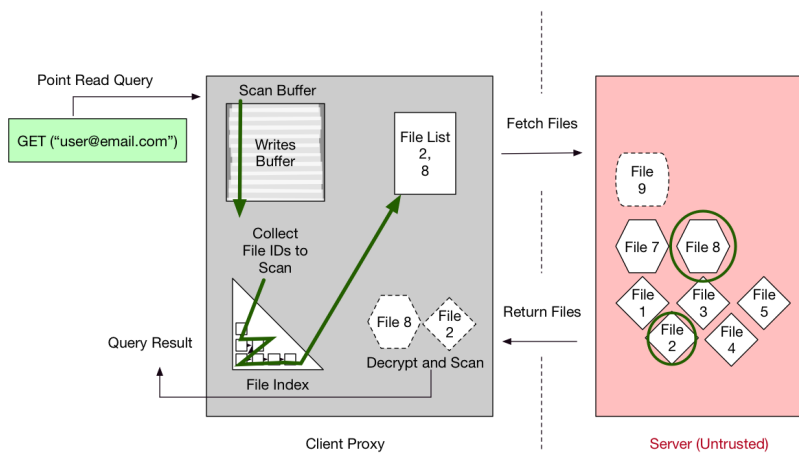 Point Read Query
GET (“user@email.com”)
Scan Buffer
Writes
Buffer
File List
2,
8
Collect
File IDs to
Scan
File Index
File 8
File
2
Decrypt and Scan
Query Result
Client Proxy
Fetch Files
Return Files
File
9
File 7
File 8
File
1
File
3
File
5
File
2
File
4
Server (Untrusted)